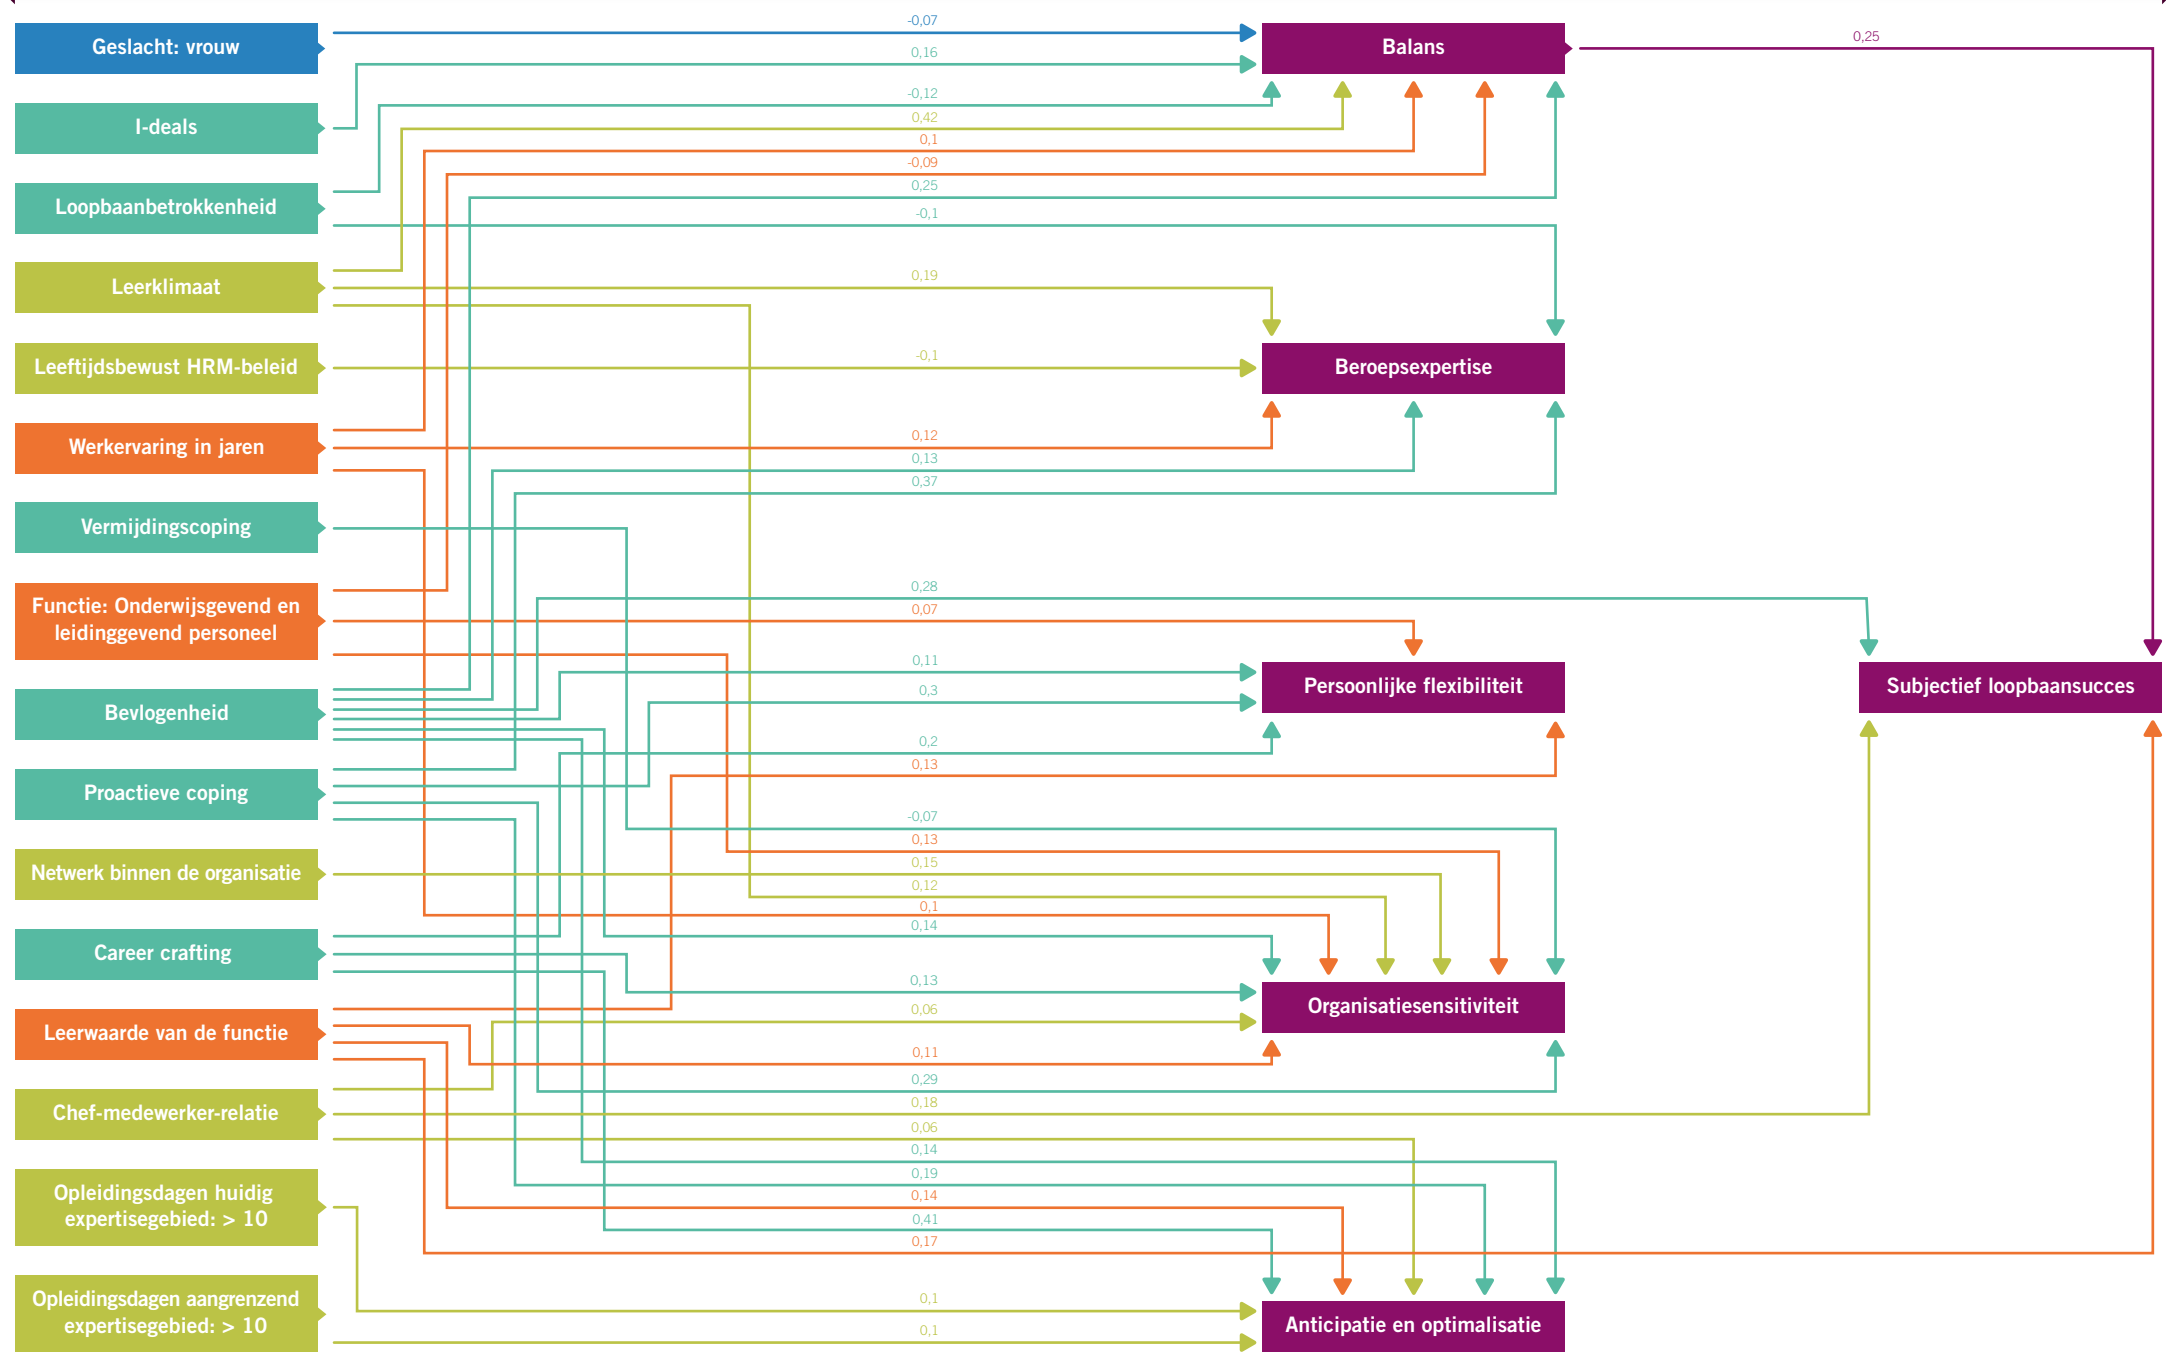 Geslacht: vrouw
I-deals
Loopbaanbetrokkenheid
Leerklimaat
Leeftijdsbewust HRM-beleid
Werkervaring in jaren
Vermijdingscoping
Functie: Onderwijsgevend en
leidinggevend personeel
Bevlogenheid
Proactieve coping
Netwerk binnen de organisatie
Career crafting
Leerwaarde van de functie
Chef-medewerker-relatie
Opleidingsdagen huidig
expertisegebied: > 10
Opleidingsdagen aangrenzend
expertisegebied: > 10
-0,07
0,16
-0,12
0,42
0,1
-0,09
0,25
-0,1
0,19
-0,1
0,12
0,13
0,37
0,28
0,07
0,11
0,3
0,2
0,13
-0,07
0,13
0,15
0,12
0,1
0,14
0,13
0,06
0,11
0,29
0,18
0,06
0,14
0,19
0,14
0,41
0,17
0,1
0,1
Balans
Beroepsexpertise
Persoonlijke flexibiliteit
Organisatiesensitiviteit
Anticipatie en optimalisatie
0,25
Subjectief loopbaansucces